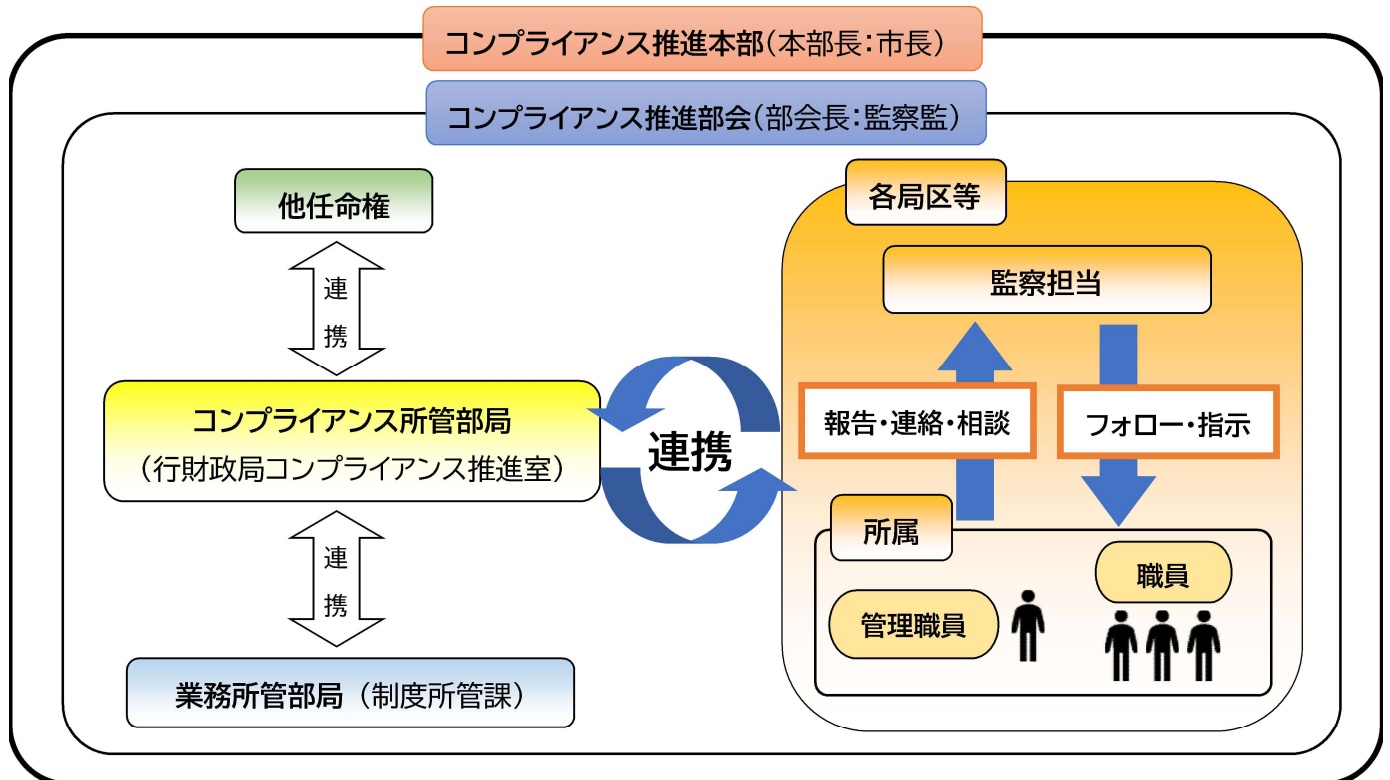 コンプライアンス推進本部(本部長:市長)
コンプライアンス推進部会(部会長:監察監)
他任命権
連
携
コンプライアンス所管部局
(行財政局コンプライアンス推進室)
連
携
業務所管部局(制度所管課)
連携
各局区等
監察担当
報告・連絡・相談
フォロー・指示
所属
管理職員
職員